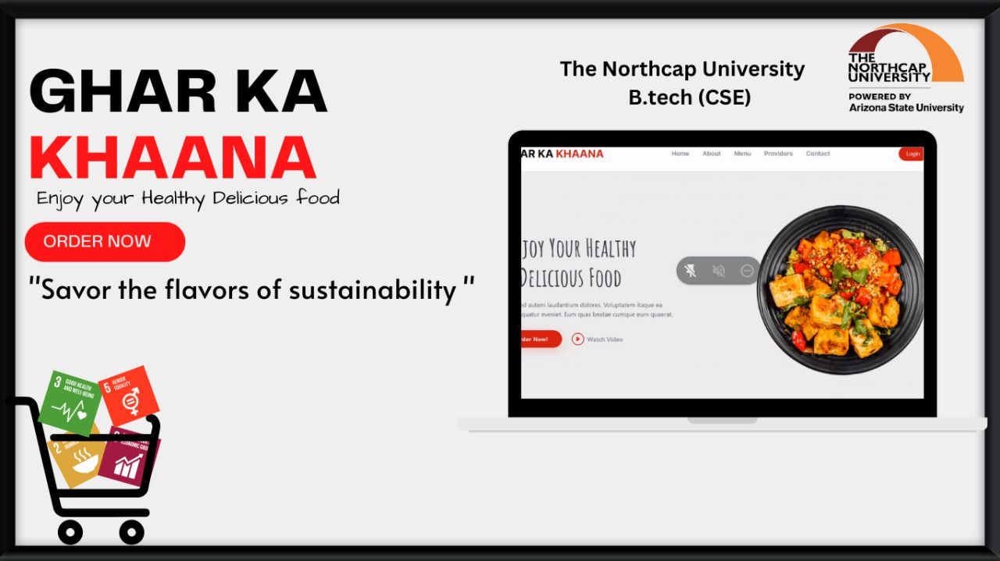 GHAR KA
KHAANA
Enjoy your Healthy Delicious food
ORDER NOW
"Savor the flavors of sustainability "
The Northcap University
B.tech (CSE)
THE
NORTHCAP
UNIVERSITY
POWERED BY
Arizona State University
AR KA KHAANA
Home About Menu Providers Contact
Login
JOY YOUR HEALTHY
DELICIOUS FOOD
ed autem laudantium dolores. Voluptatem itaque ea
quatur eveniet. Eum quas beatae cumque eum quaerat.
der Now!
Watch Video
3 GOOD HEALTH
AND WELL-BEING
5 GENDER
EQUALITY
2
HUNGER
ECONOMIC